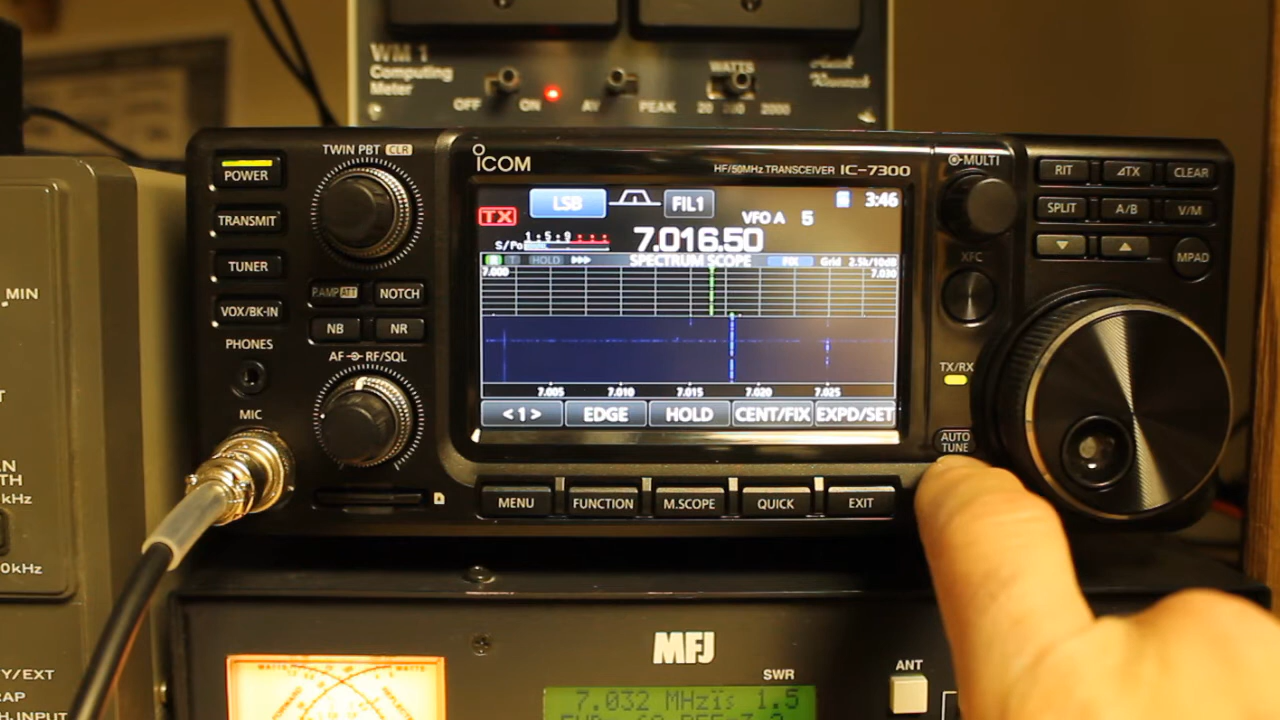 WM 1
Computing
Meter
OFF
ON
AV
PEAK
WATTS
20
2000
MIN
kHz
0kHz
Y/EXT
POWER
TRANSMIT
TUNER
VOX/BK-IN
PHONES
MIC
TWIN PBT CLR
P.AMP ATT
NOTCH
NB
NR
AF RF/SQL
ICOM
HF/50MHz TRANSCEIVER IC-7300
TX
LSB
FIL1
3:46
VFO A 5
7.016.50
1 5 9
S/Po
HOLD
SPECTRUM SCOPE
FIX
Grid 2.5k/10dB
7.000
7.030
7.005 7.010 7.015 7.020 7.025
<1>
EDGE
HOLD
CENT/FIX
EXPD/SET
MENU
FUNCTION
M.SCOPE
QUICK
EXIT
MULTI
XFC
TX/RX
AUTO
TUNE
RIT
ΔTX
CLEAR
SPLIT
A/B
V/M
MPAD
MFJ
SWR
7.032 MHz
1.5
ANT